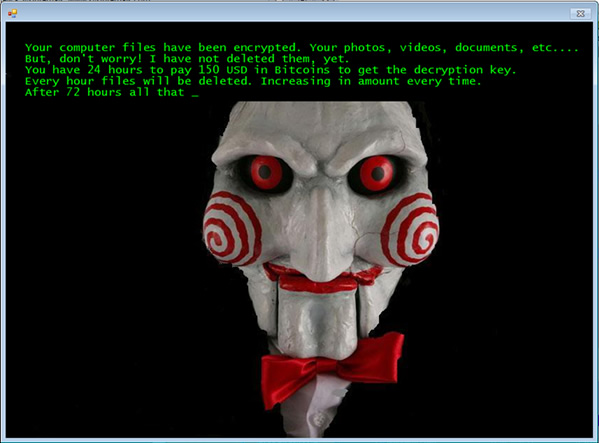 Your computer files have been encrypted. Your photos, videos, documents, etc....
But, don't worry! I have not deleted them, yet.
You have 24 hours to pay 150 USD in Bitcoins to get the decryption key.
Every hour files will be deleted. Increasing in amount every time.
After 72 hours all that _